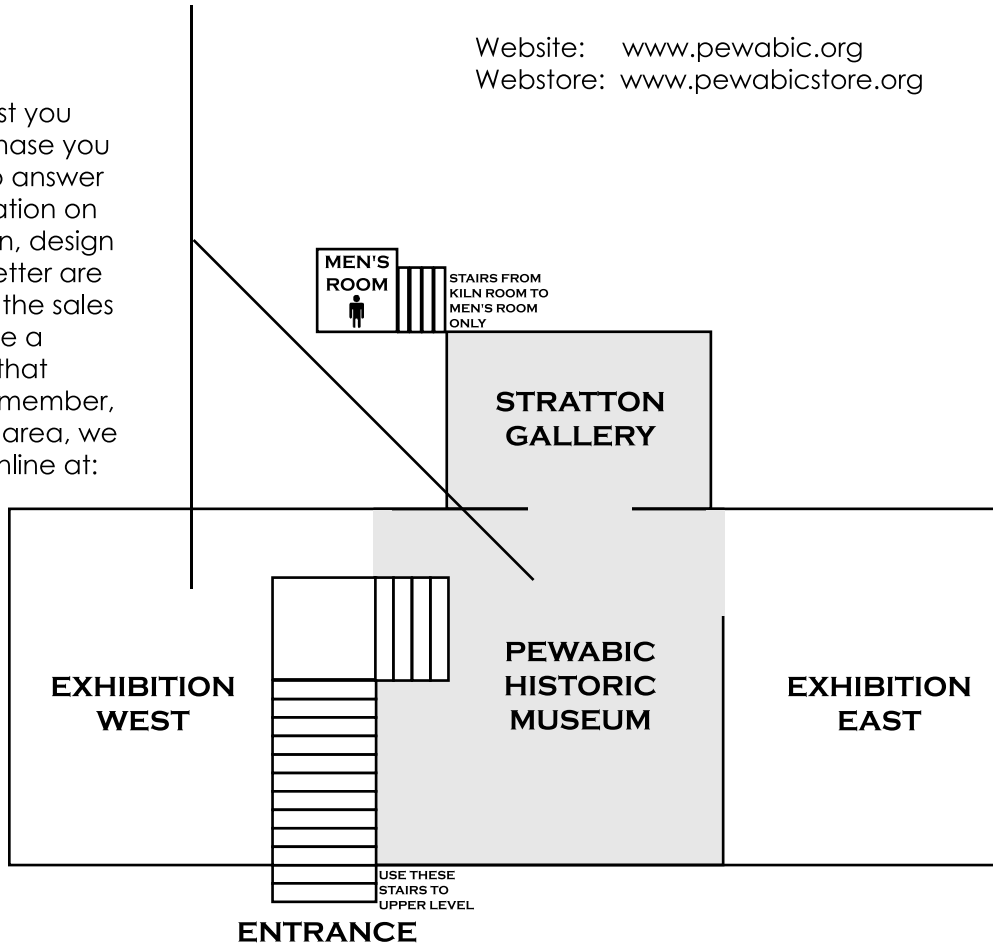 Website: www.pewabic.org
Webstore: www.pewabicstore.org
st you
hase you
o answer
ation on
n, design
etter are
the sales
e a
that
member,
area, we
nline at:
MEN'S
ROOM
STAIRS FROM
KILN ROOM TO
MEN'S ROOM
ONLY
STRATTON
GALLERY
EXHIBITION
WEST
PEWABIC
HISTORIC
MUSEUM
EXHIBITION
EAST
USE THESE
STAIRS TO
UPPER LEVEL
ENTRANCE